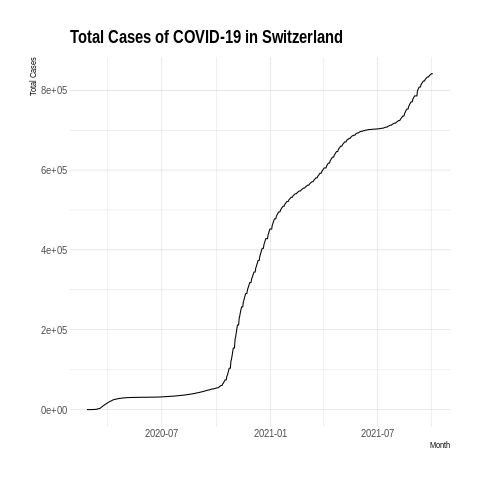 Total Cases of COVID-19 in Switzerland
Total Cases
8e+05
6e+05
4e+05
2e+05
0e+00
2020-07
2021-01
2021-07
Month